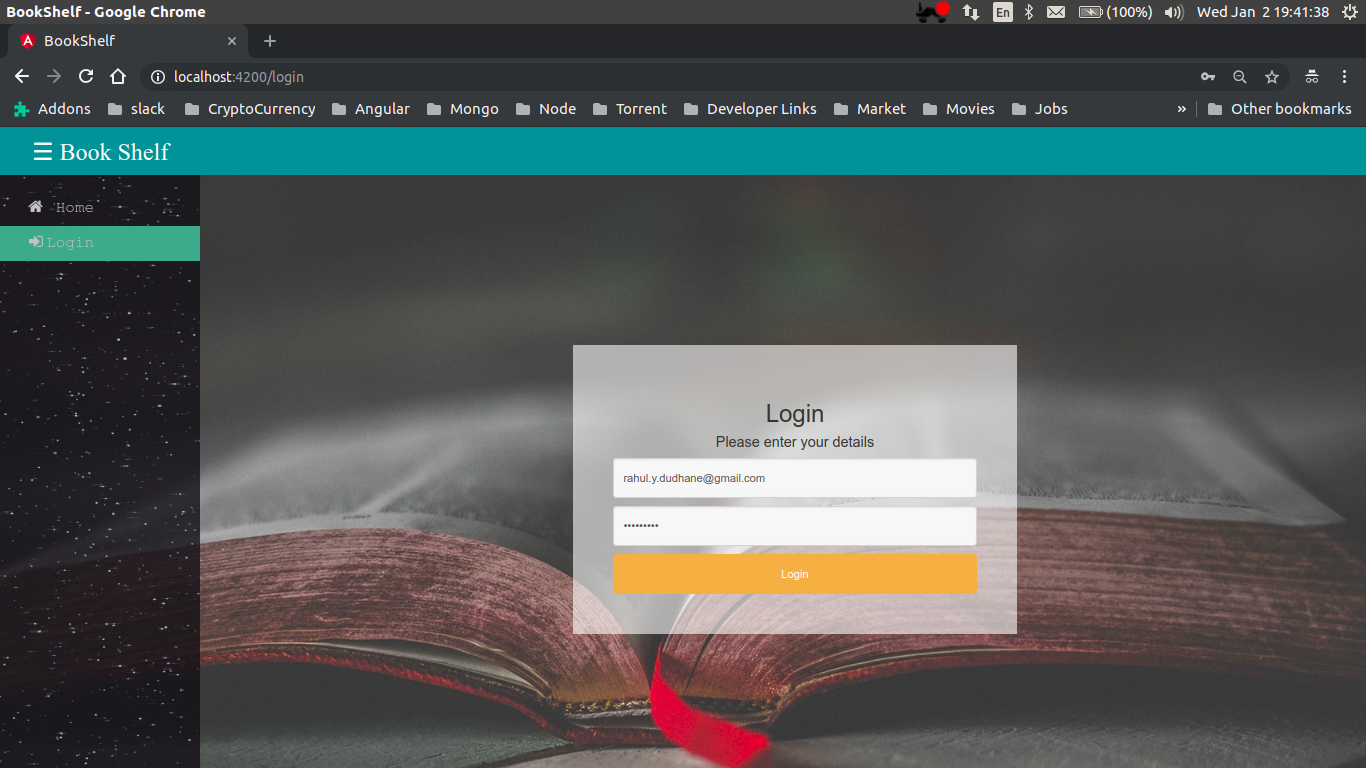 BookShelf - Google Chrome
En (100%) Wed Jan 2 19:41:38
BookShelf
localhost:4200/login
Addons slack CryptoCurrency Angular Mongo Node Torrent Developer Links Market Movies Jobs » Other bookmarks
☰ Book Shelf
Home
Login
Login
Please enter your details
rahul.y.dudhane@gmail.com
•••••••••
Login